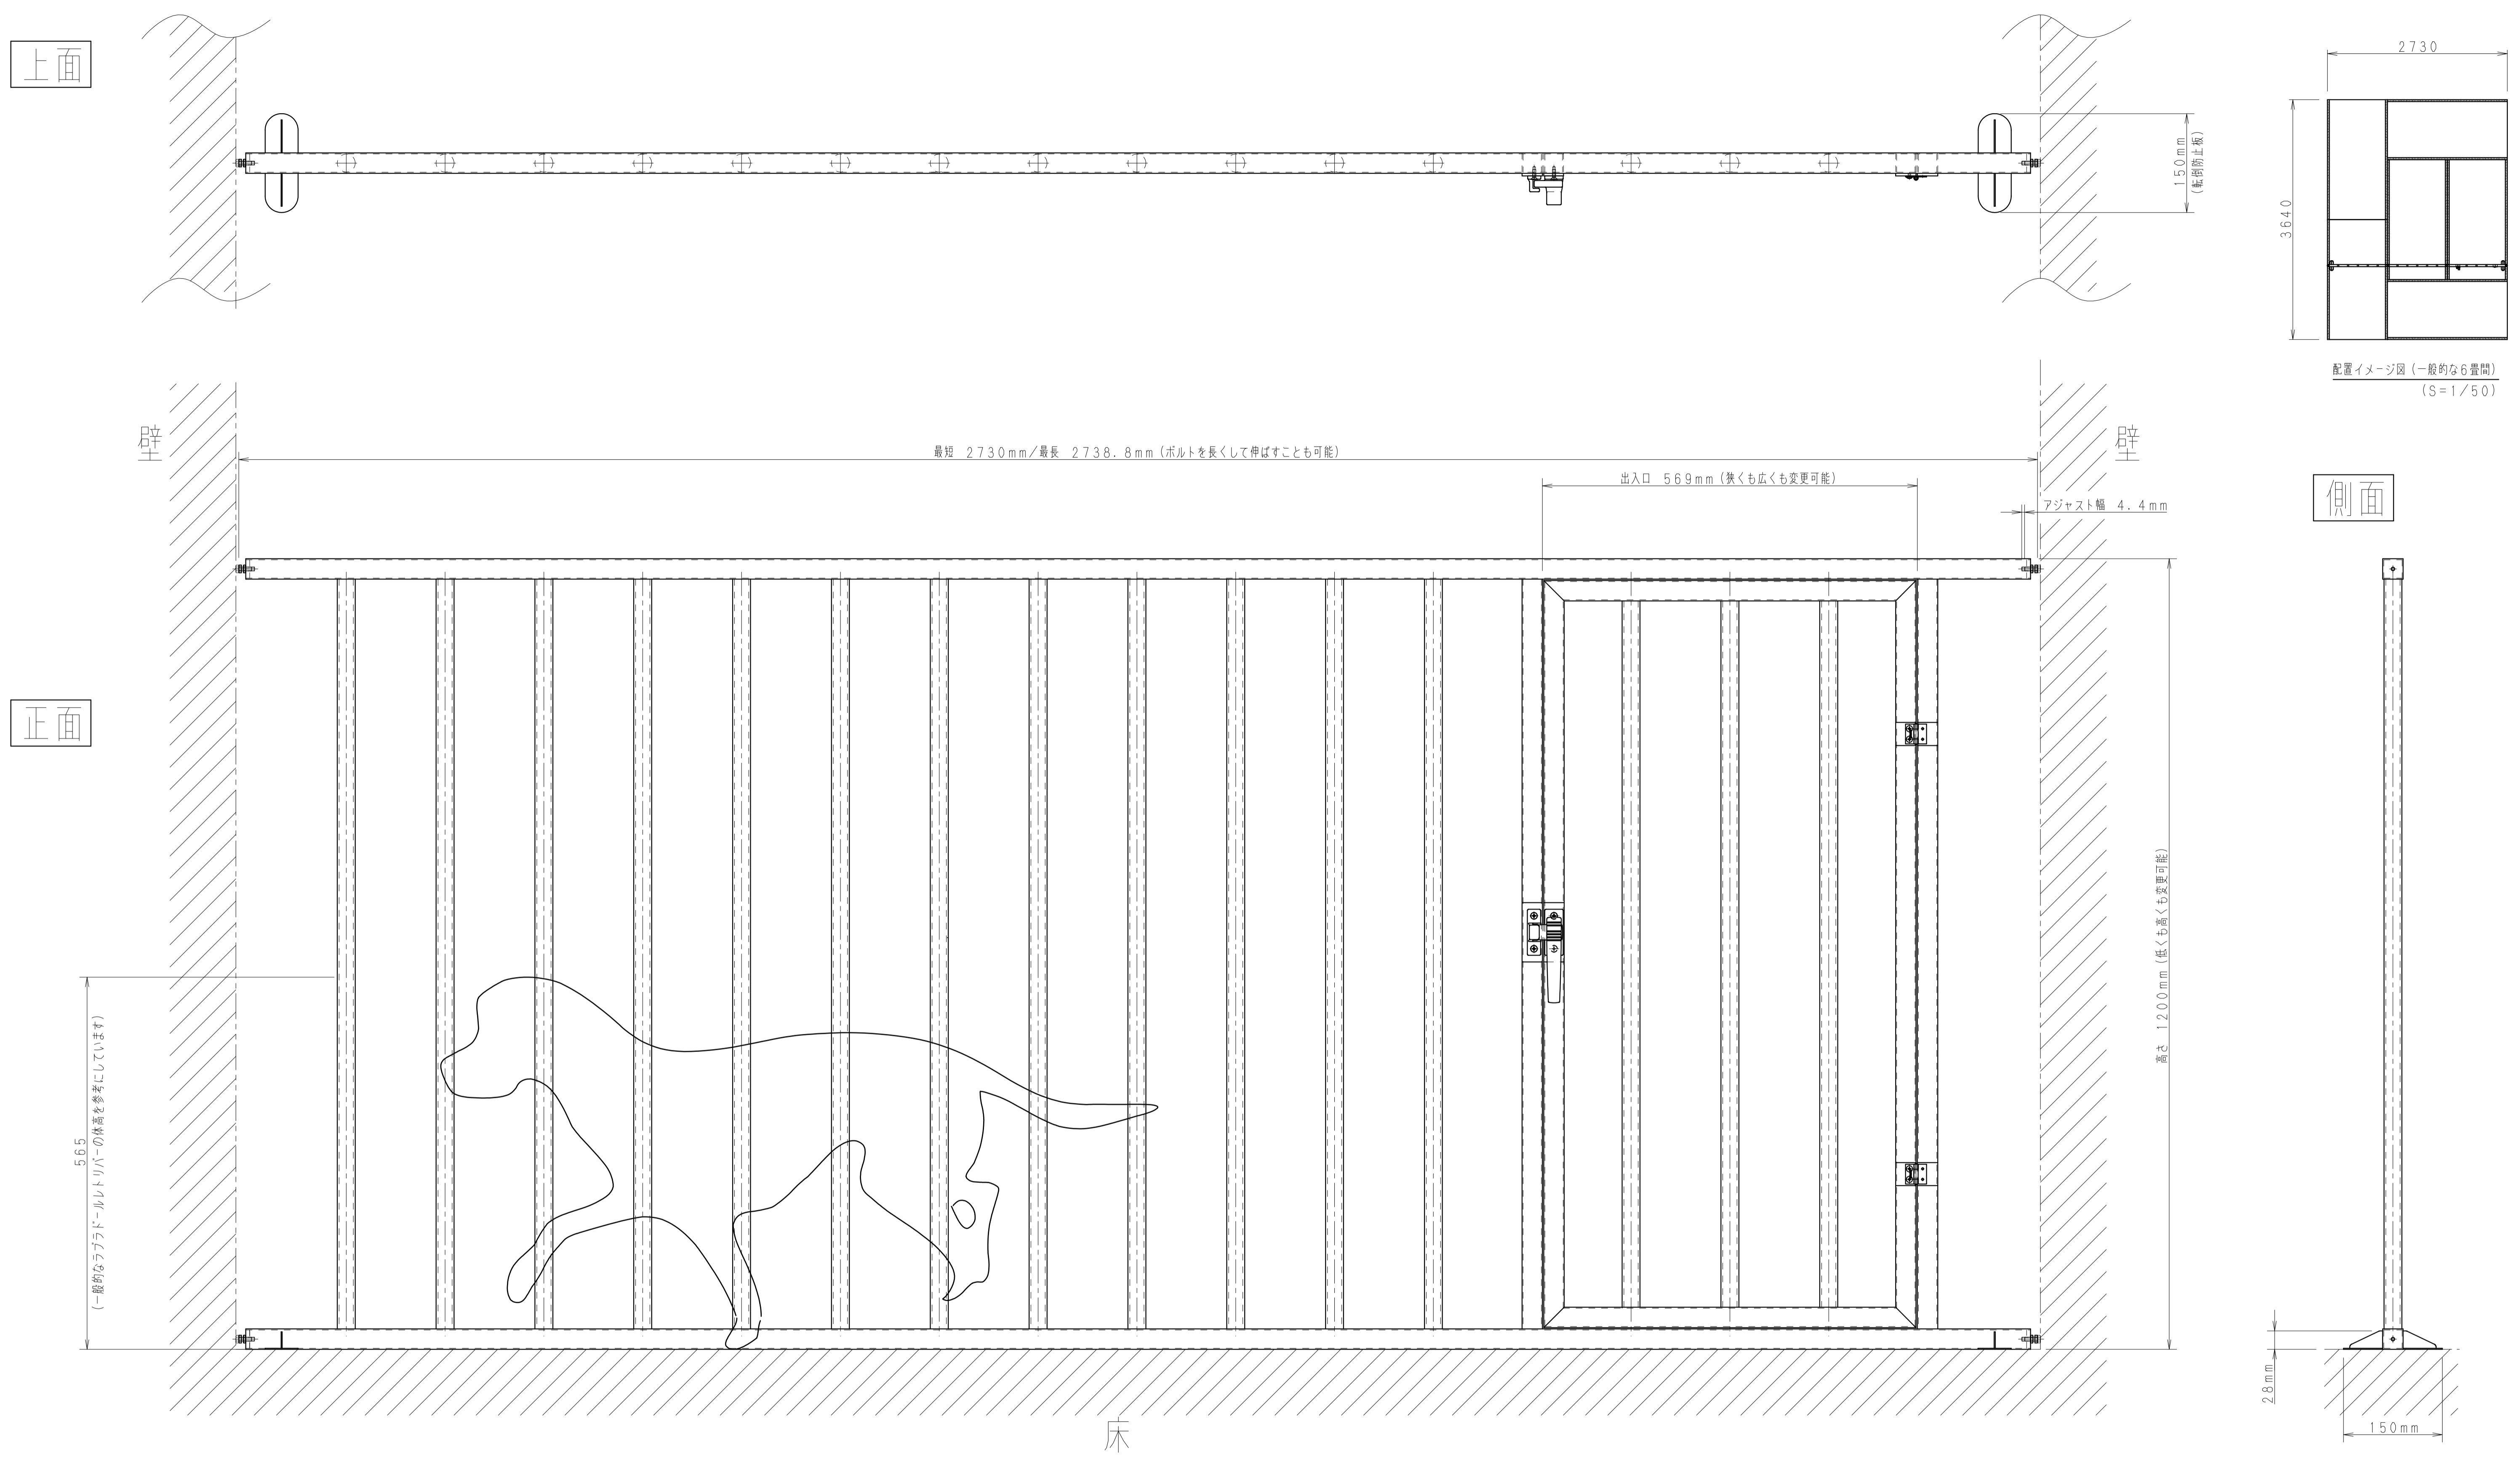 上面
150mm
(転倒防止板)
2730
3640
配置イメージ図(一般的な6畳間)
(S=1/50)
壁
最短 2730mm/最長 2738.8mm(ボルトを長くして伸ばすことも可能)
壁
出入口 569mm(狭くも広くも変更可能)
アジャスト幅 4.4mm
側面
正面
高さ 1200mm(低くも高くも変更可能)
565
(一般的なラブラドールレトリバーの体高を参考にしています)
28mm
150mm
床